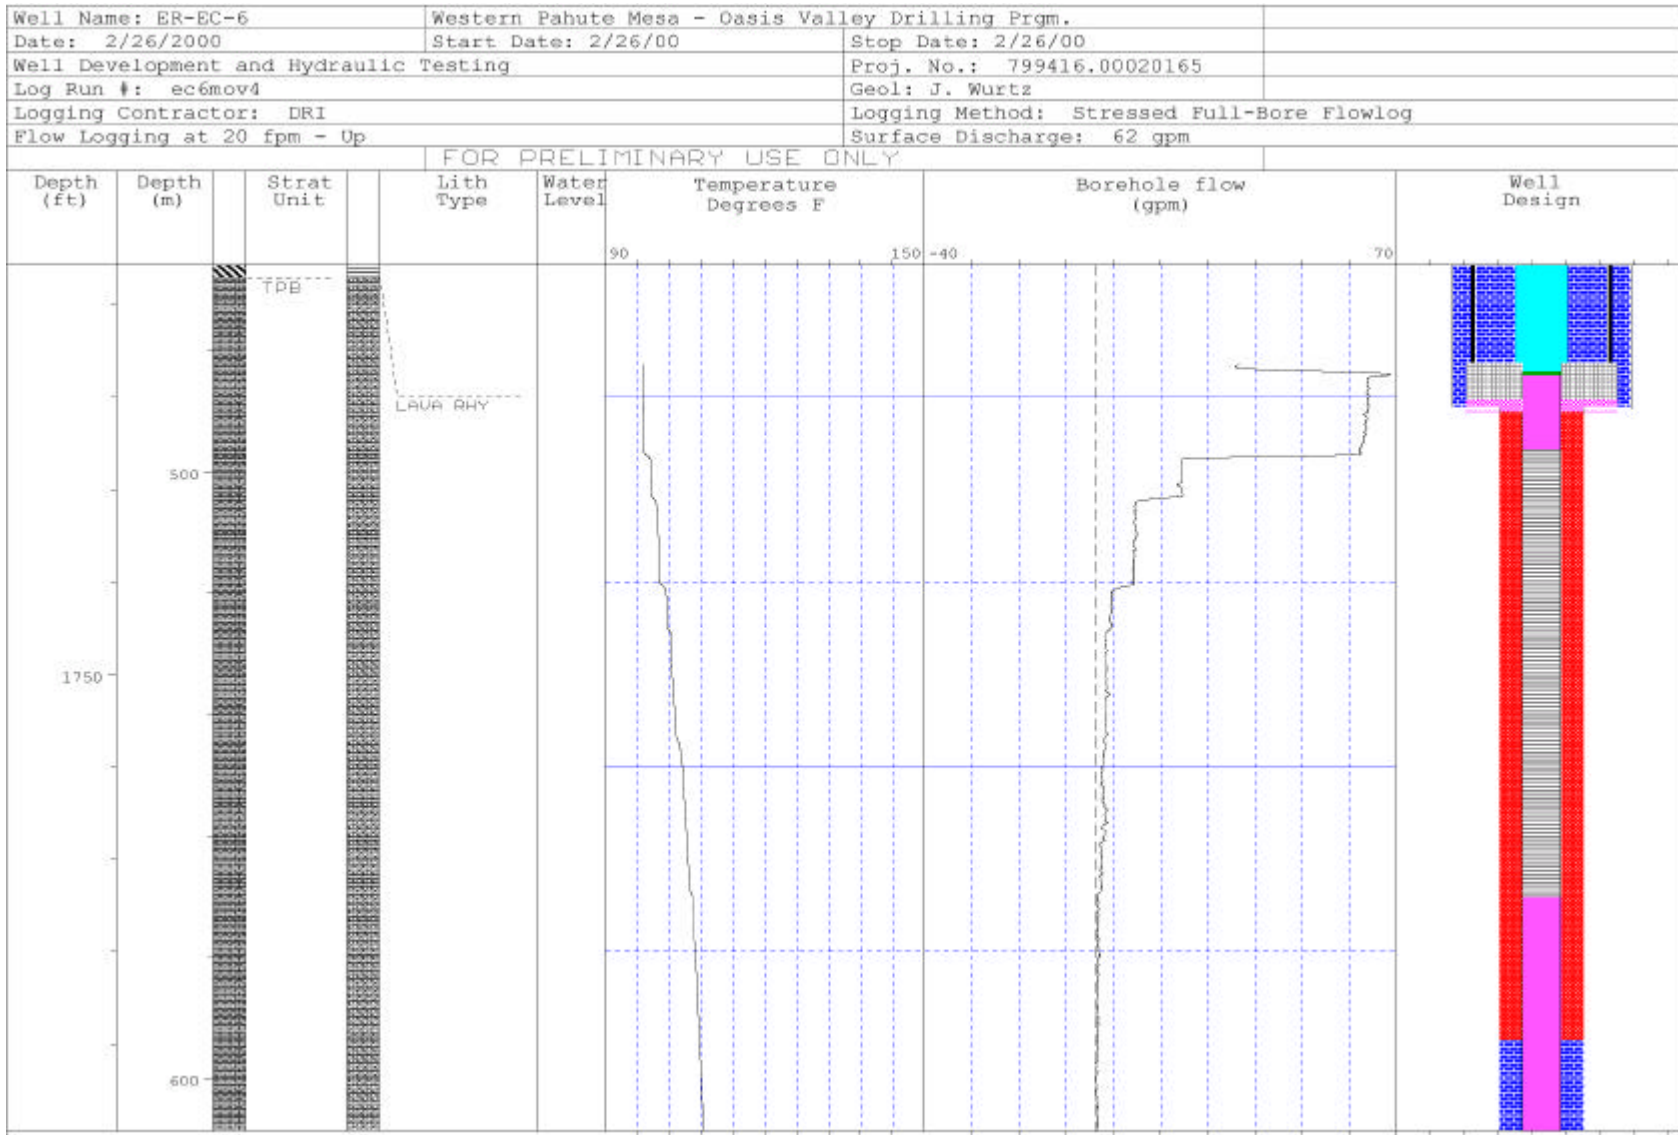 Well Name: ER-EC-6 Western Pahute Mesa - Oasis Valley Drilling Prgm.
Date: 2/26/2000 Start Date: 2/26/00 Stop Date: 2/26/00
Well Development and Hydraulic Testing Proj. No.: 799416.00020165
Log Run #: ec6mov4 Geol: J. Wurtz
Logging Contractor: DRI Logging Method: Stressed Full-Bore Flowlog
Flow Logging at 20 fpm - Up Surface Discharge: 62 gpm
FOR PRELIMINARY USE ONLY
Depth (ft)
Depth (m)
Strat Unit
Lith Type
Water Level
Temperature Degrees F
Borehole flow (gpm)
Well Design
90 150 -40 70
TPB
LAVA RHY
500
1750
600